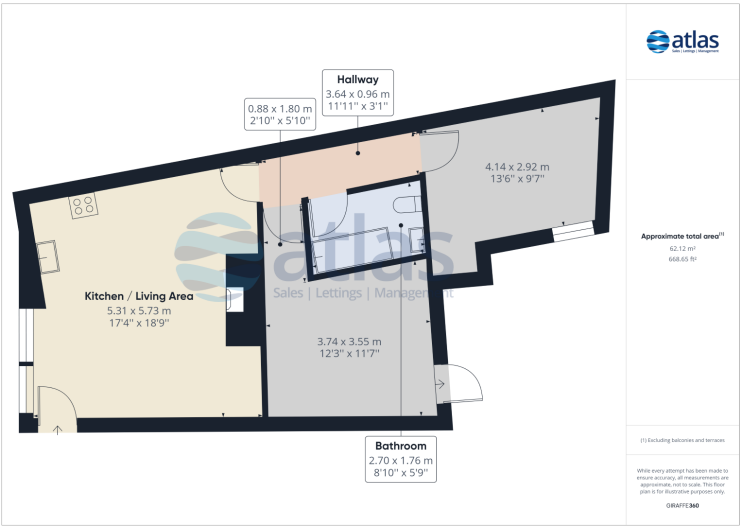 atlas
Sales | Lettings | Management
Hallway
3.64 x 0.96 m
11'11'' x 3'1''
0.88 x 1.80 m
2'10'' x 5'10''
4.14 x 2.92 m
13'6'' x 9'7''
atlas
Sales | Lettings | Management
Kitchen / Living Area
5.31 x 5.73 m
17'4'' x 18'9''
3.74 x 3.55 m
12'3'' x 11'7''
Bathroom
2.70 x 1.76 m
8'10'' x 5'9''
Approximate total area(1)
62.12 m²
668.65 ft²
(1) Excluding balconies and terraces
While every attempt has been made to
ensure accuracy, all measurements are
approximate, not to scale. This floor
plan is for illustrative purposes only.
GIRAFFE360